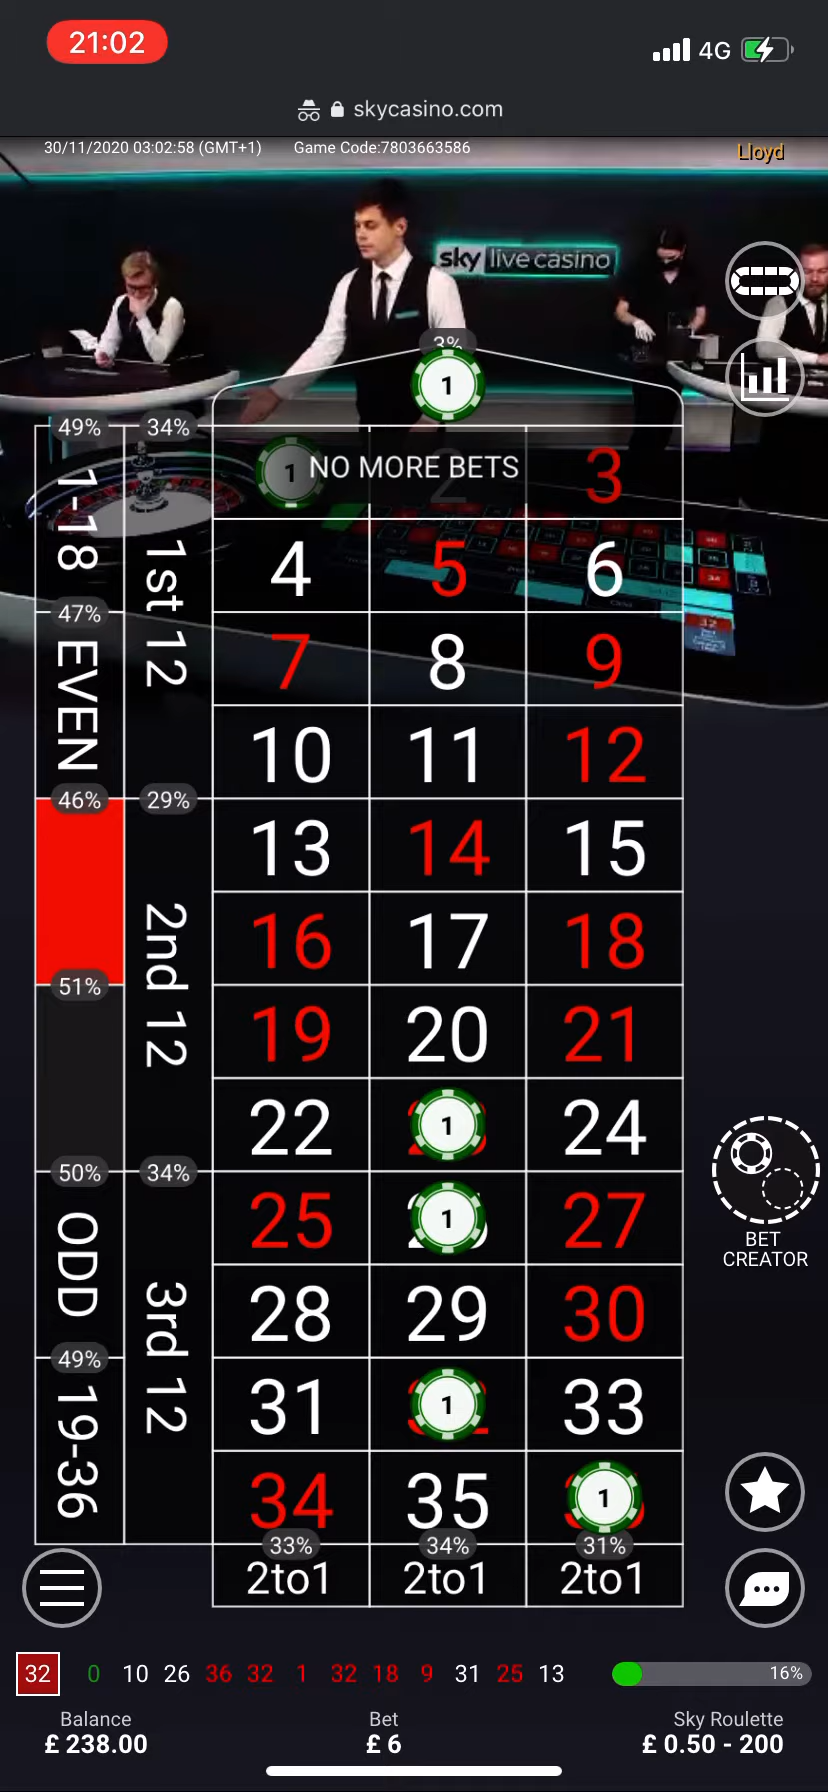 21:02
4G
skycasino.com
30/11/2020 03:02:58 (GMT+1) Game Code:7803663586 Lloyd
sky live casino
3%
1
49% 34%
1 NO MORE BETS 2 3
1-18
1st 12
4 5 6
47%
EVEN
7 8 9
10 11 12
46% 29%
13 14 15
2nd 12
16 17 18
51%
19 20 21
22 1 24
50% 34%
ODD
25 1 27
BET
CREATOR
3rd 12
28 29 30
49%
19-36
31 1 33
34 35 1
33% 34% 31%
2to1 2to1 2to1
32 0 10 26 36 32 1 32 18 9 31 25 13 16%
Balance Bet Sky Roulette
£ 238.00 £ 6 £ 0.50 - 200